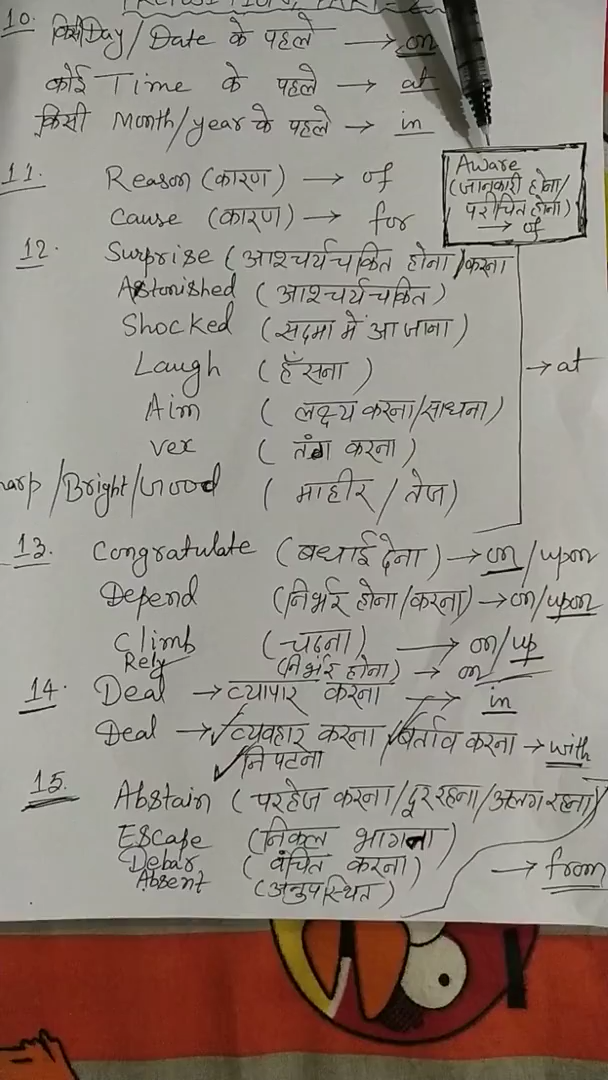 10. किसी Day/Date के पहले → on
कोई Time के पहले → at
किसी Month/year के पहले → in
11. Reason (कारण) → of
Cause (कारण) → for
Aware
(जानकारी होना/
परीचित होना)
→ of
12. Surprise (आश्चर्यचकित होना/करना
Astonished (आश्चर्यचकित)
Shocked (सदमा में आ जाना)
Laugh (हँसना)
Aim (लक्ष्य करना/साधना)
vex (तंग करना)
/Bright/Good (माहीर/तेज)
→ at
13. Congratulate (बधाई देना) → on/upon
Depend (निर्भर होना/करना) → on/upon
Climb (चढ़ना) → on/up
Rely (निर्भर होना) → on
14. Deal → व्यापार करना → in
Deal → ✓व्यवहार करना/✓बर्ताव करना → with
✓निपटना
15. Abstain (परहेज करना/दूर रहना/अलग रहना)
Escape (निकल भागना)
Debar (वंचित करना)
Absent (अनुपस्थित)
→ from